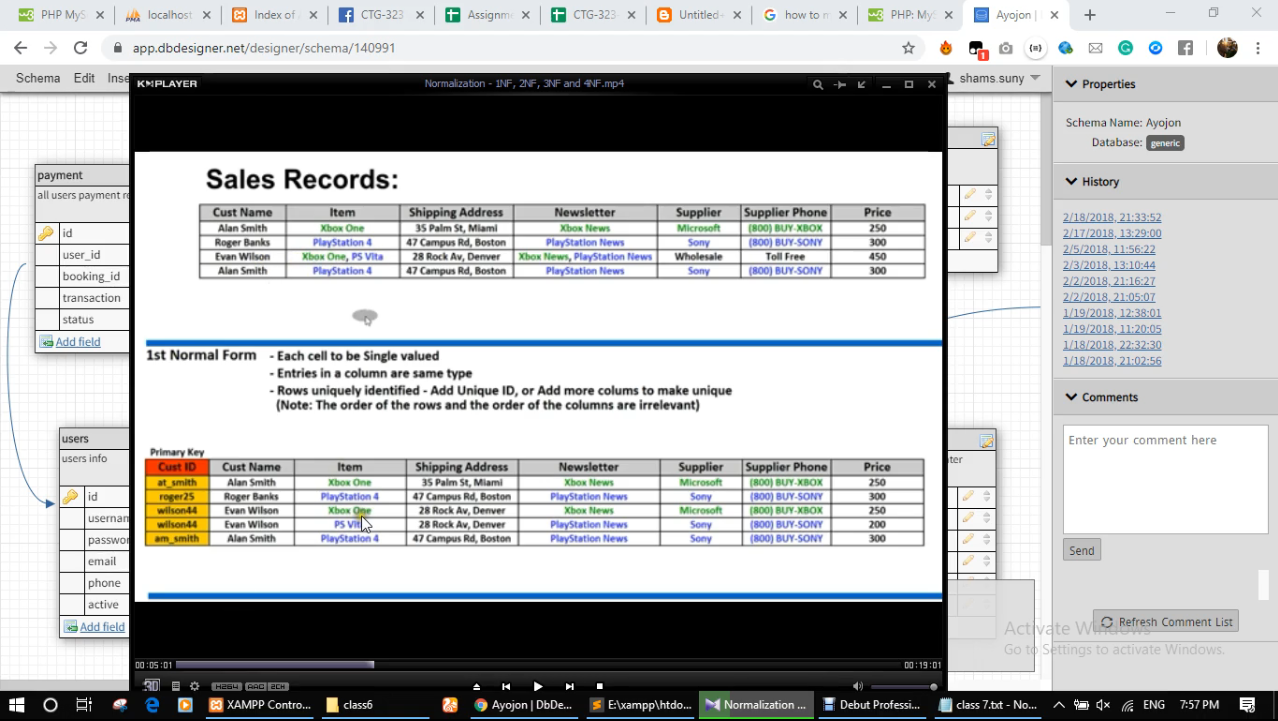 PHP MyS
localhost
Index of
CTG-323
Assignme
CTG-323
Untitled+
how to m
PHP: MyS
Ayojon |
app.dbdesigner.net/designer/schema/140991
1
Schema Edit Inse
shams.suny
KMPLAYER
Normalization - 1NF, 2NF, 3NF and 4NF.mp4
Sales Records:
Cust Name Item Shipping Address Newsletter Supplier Supplier Phone Price
Alan Smith Xbox One 35 Palm St, Miami Xbox News Microsoft (800) BUY-XBOX 250
Roger Banks PlayStation 4 47 Campus Rd, Boston PlayStation News Sony (800) BUY-SONY 300
Evan Wilson Xbox One, PS Vita 28 Rock Av, Denver Xbox News, PlayStation News Wholesale Toll Free 450
Alan Smith PlayStation 4 47 Campus Rd, Boston PlayStation News Sony (800) BUY-SONY 300
1st Normal Form - Each cell to be Single valued
- Entries in a column are same type
- Rows uniquely identified - Add Unique ID, or Add more colums to make unique
(Note: The order of the rows and the order of the columns are irrelevant)
Primary Key
Cust ID Cust Name Item Shipping Address Newsletter Supplier Supplier Phone Price
at_smith Alan Smith Xbox One 35 Palm St, Miami Xbox News Microsoft (800) BUY-XBOX 250
roger25 Roger Banks PlayStation 4 47 Campus Rd, Boston PlayStation News Sony (800) BUY-SONY 300
wilson44 Evan Wilson Xbox One 28 Rock Av, Denver Xbox News Microsoft (800) BUY-XBOX 250
wilson44 Evan Wilson PS Vita 28 Rock Av, Denver PlayStation News Sony (800) BUY-SONY 200
am_smith Alan Smith PlayStation 4 47 Campus Rd, Boston PlayStation News Sony (800) BUY-SONY 300
00:05:01
00:19:01
3D
H264 AAC 2CH
payment
all users payment re
id
user_id
booking_id
transaction
status
Add field
users
users info
id
usernam
passwor
email
phone
active
Add field
ter
Properties
Schema Name: Ayojon
Database: generic
History
2/18/2018, 21:33:52
2/17/2018, 13:29:00
2/5/2018, 11:56:22
2/3/2018, 13:10:44
2/2/2018, 21:16:27
2/2/2018, 21:05:07
1/19/2018, 12:38:01
1/19/2018, 11:20:05
1/18/2018, 22:32:30
1/18/2018, 21:02:56
Comments
Enter your comment here
Send
Refresh Comment List
Activate Windows
Go to Settings to activate Windows.
XAMPP Contro...
class6
Ayojon | DbDe...
E:\xampp\htdo...
Normalization ...
Debut Professi...
class 7.txt - No...
ENG
7:57 PM